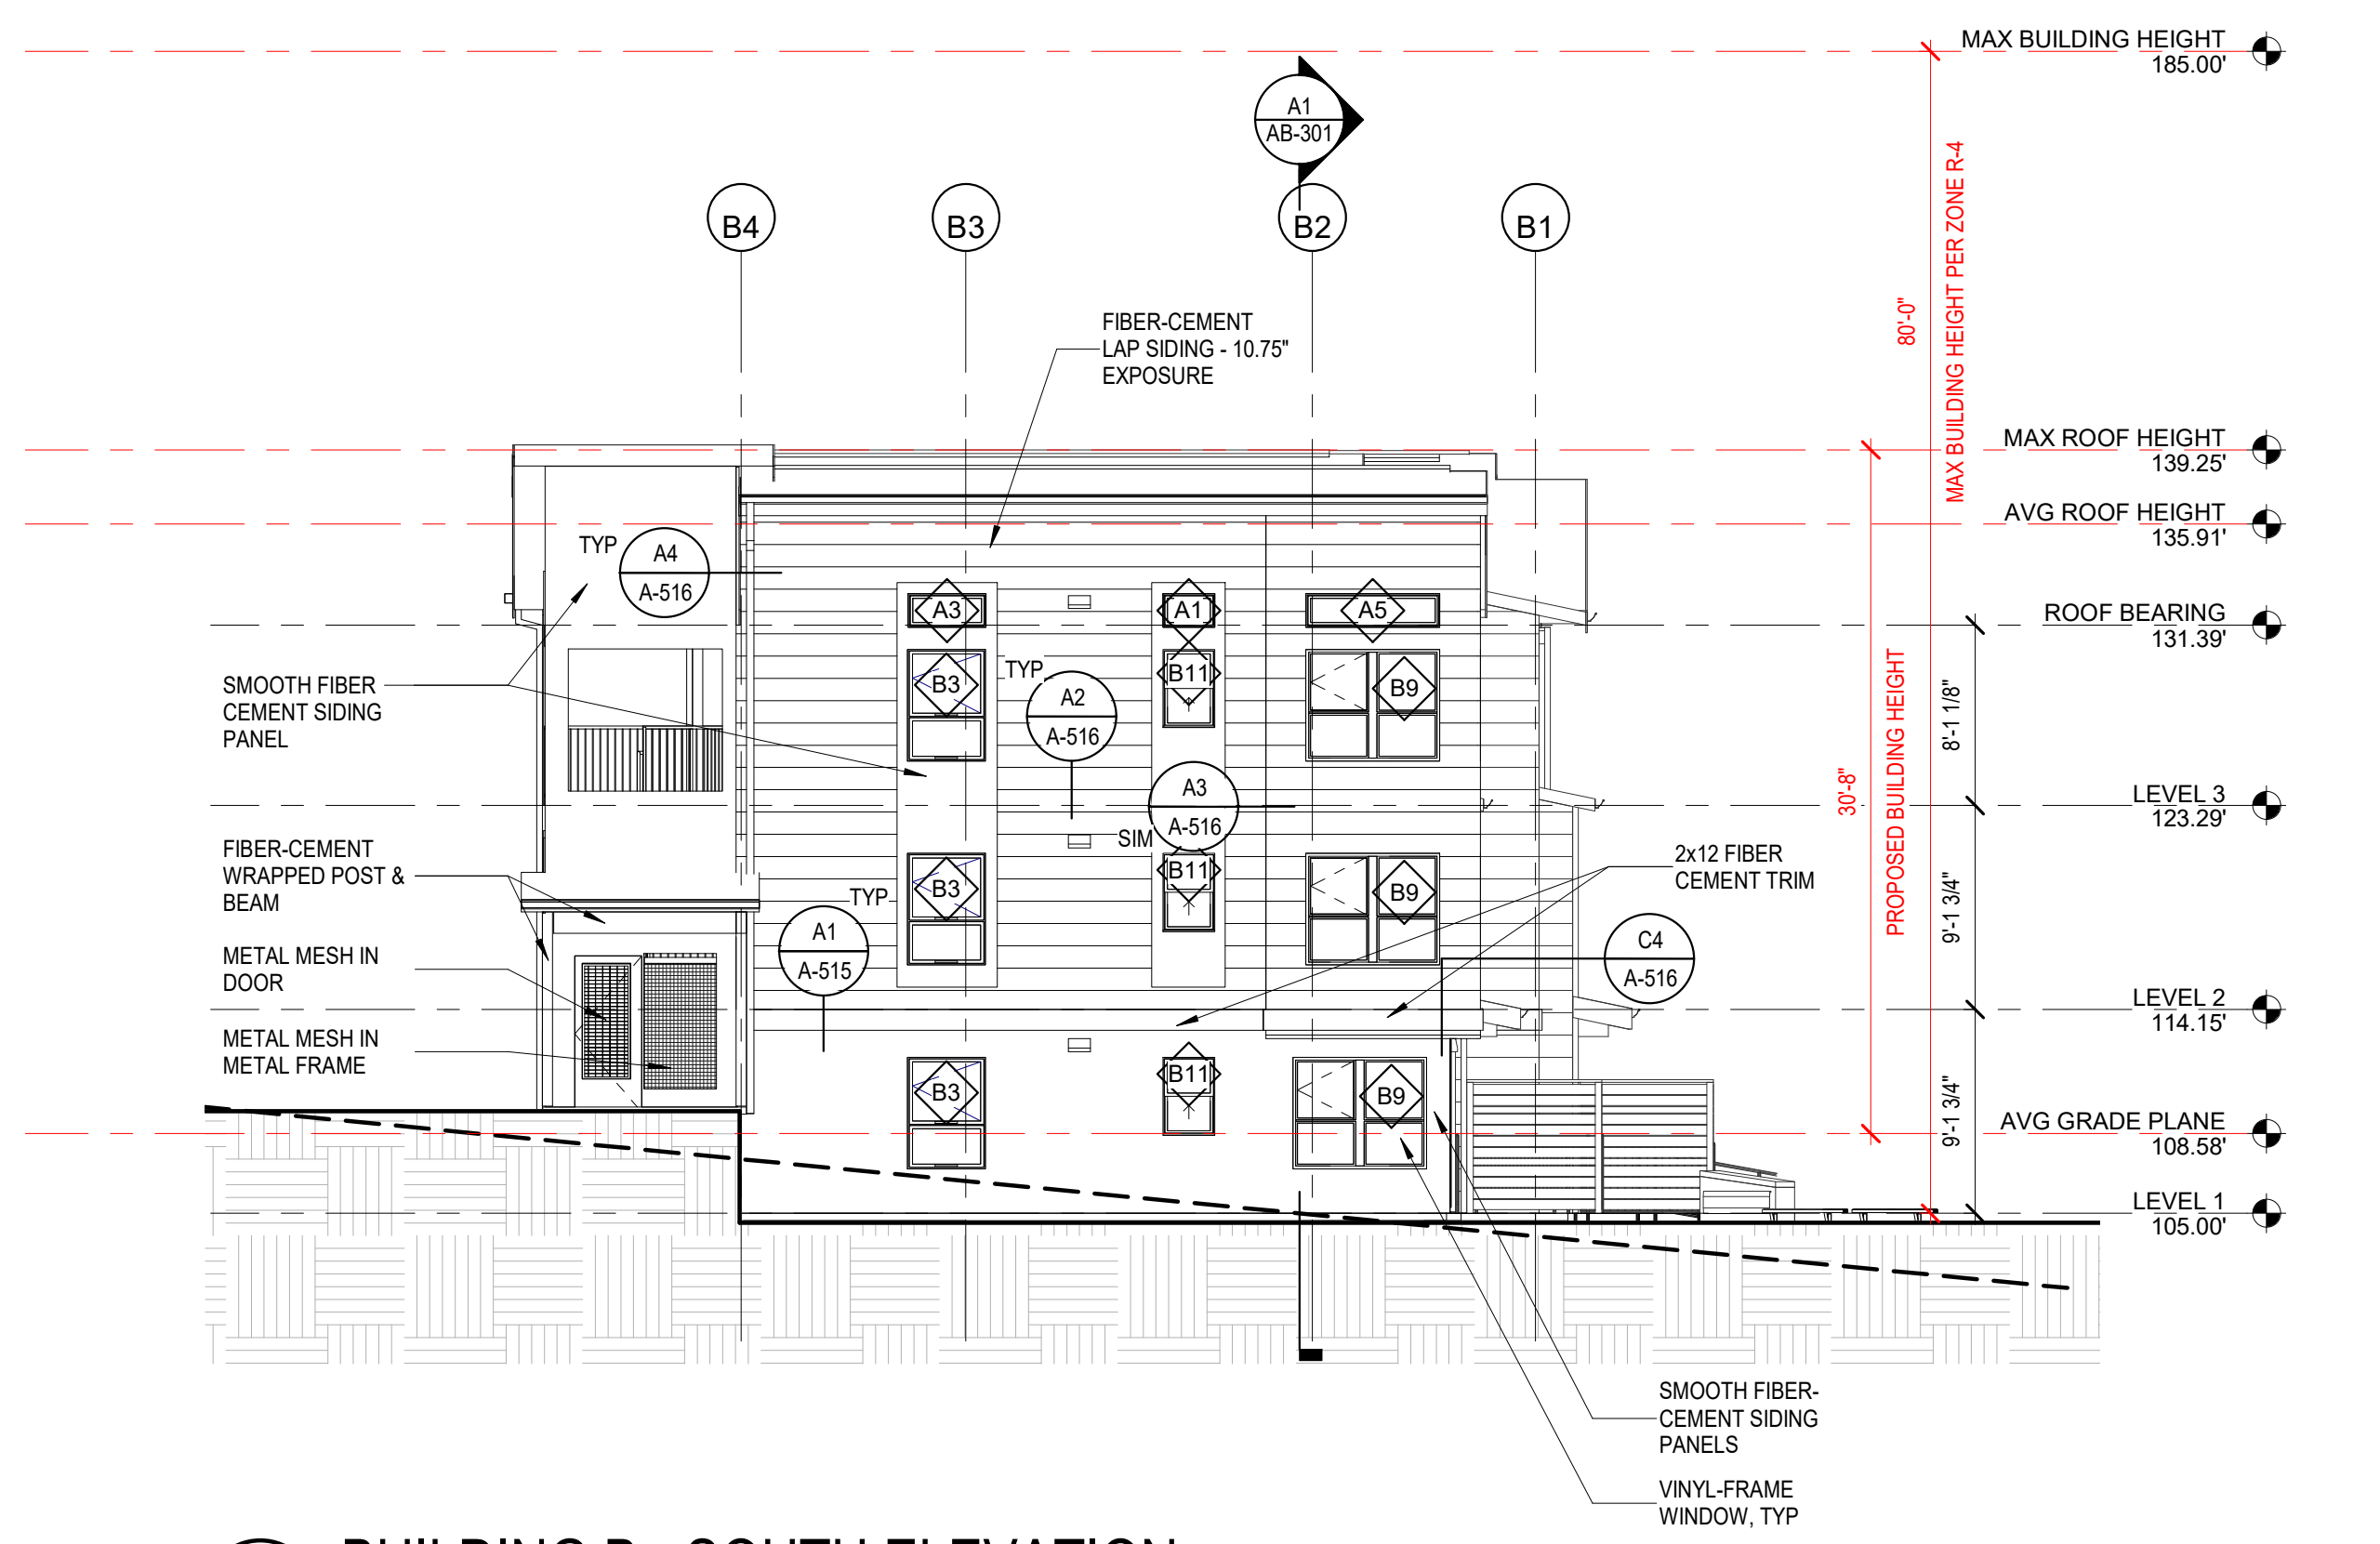 MAX BUILDING HEIGHT
185.00'
A1
AB-301
B4
B3
B2
B1
MAX BUILDING HEIGHT PER ZONE R-4
80'-0"
FIBER-CEMENT
LAP SIDING - 10.75"
EXPOSURE
MAX ROOF HEIGHT
139.25'
AVG ROOF HEIGHT
135.91'
TYP
A4
A-516
A3
A1
A5
ROOF BEARING
131.39'
SMOOTH FIBER
CEMENT SIDING
PANEL
B3
TYP
A2
A-516
B11
B9
8'-1 1/8"
PROPOSED BUILDING HEIGHT
30'-8"
A3
A-516
SIM
LEVEL 3
123.29'
FIBER-CEMENT
WRAPPED POST &
BEAM
B3
TYP
B11
B9
2x12 FIBER
CEMENT TRIM
9'-1 3/4"
A1
A-515
C4
A-516
METAL MESH IN
DOOR
LEVEL 2
114.15'
METAL MESH IN
METAL FRAME
B3
B11
B9
9'-1 3/4"
AVG GRADE PLANE
108.58'
LEVEL 1
105.00'
SMOOTH FIBER-
CEMENT SIDING
PANELS
VINYL-FRAME
WINDOW, TYP
BUILDING B - SOUTH ELEVATION